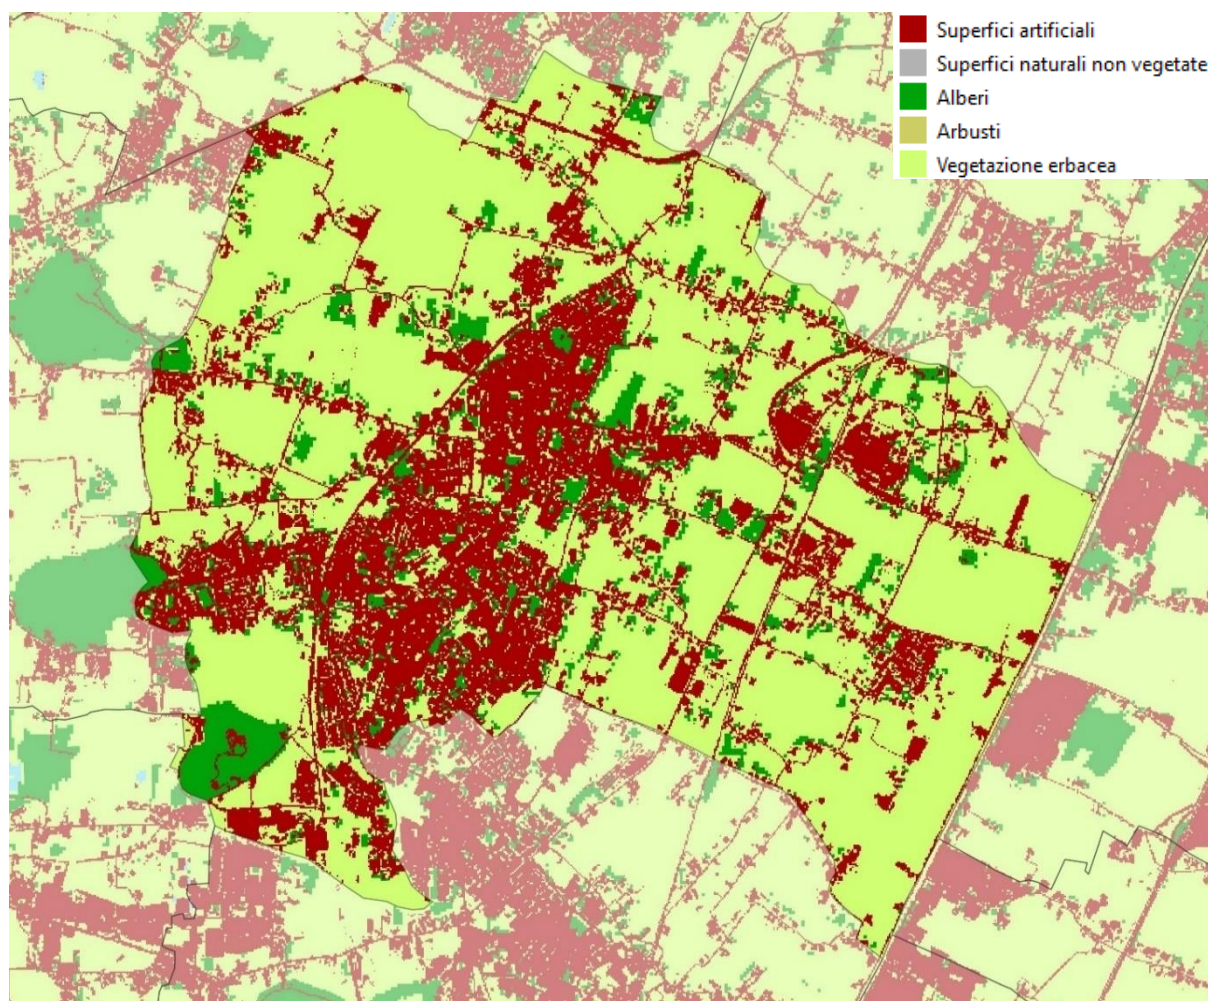 Superfici artificiali
Superfici naturali non vegetate
Alberi
Arbusti
Vegetazione erbacea